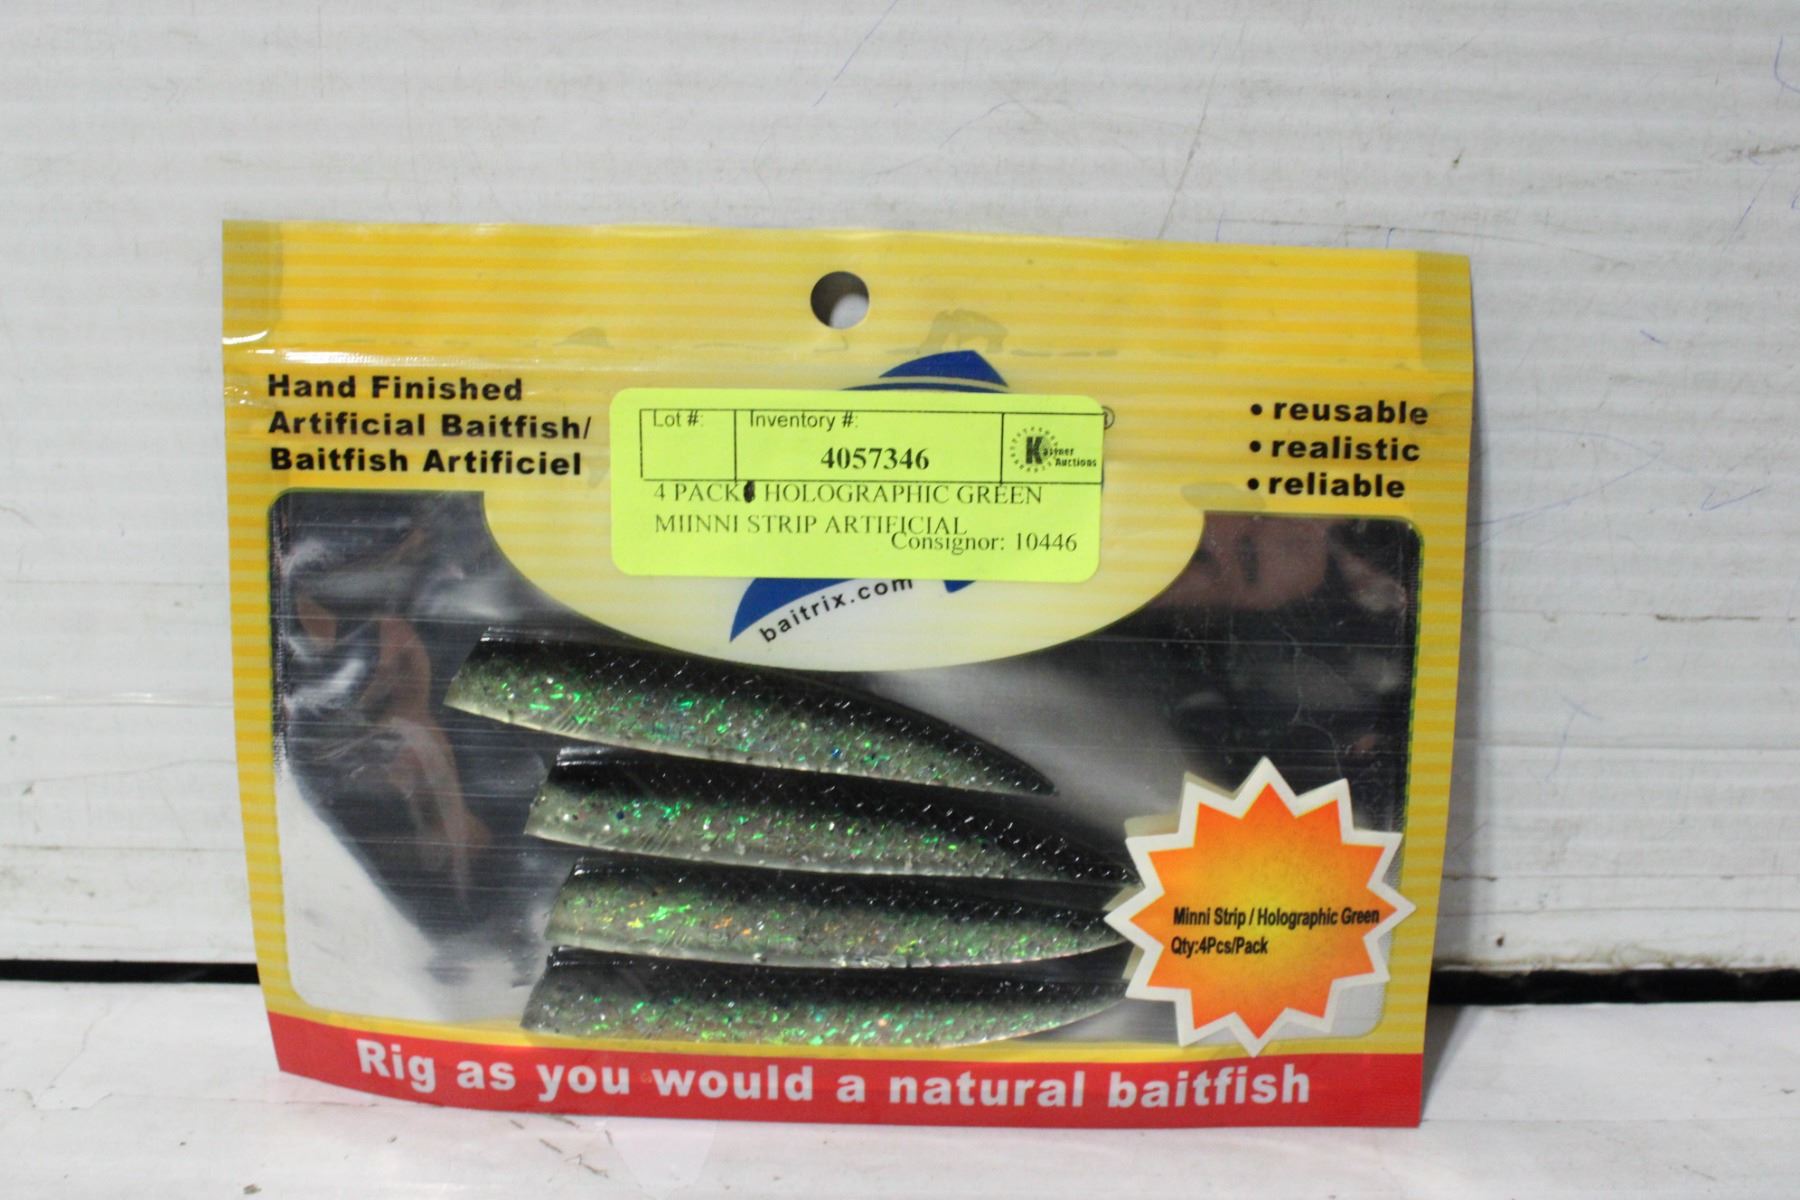 Hand Finished
Artificial Baitfish/
Baitfish Artificiel
Lot #:
Inventory #:
4057346
Kastner
Auctions
4 PACK HOLOGRAPHIC GREEN
MIINNI STRIP ARTIFICIAL
Consignor: 10446
®
• reusable
• realistic
• reliable
baitrix.com
Minni Strip / Holographic Green
Qty:4Pcs/Pack
Rig as you would a natural baitfish